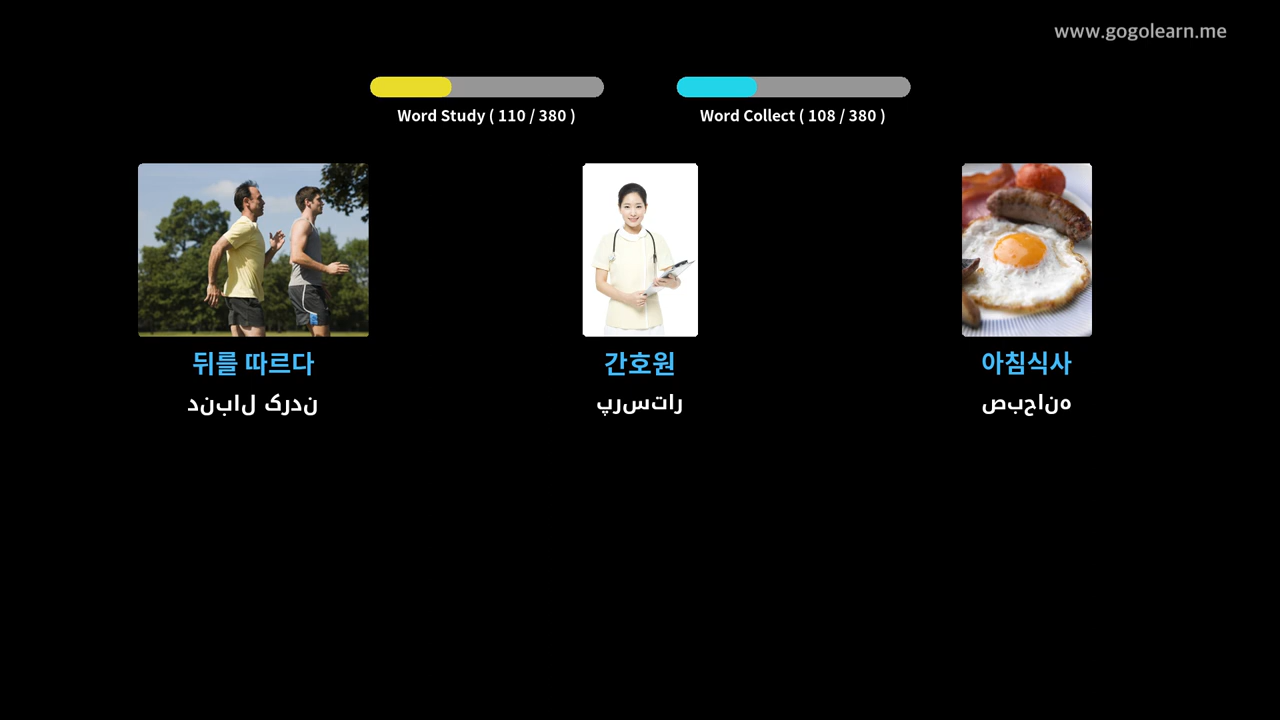 www.gogolearn.me
Word Study ( 110 / 380 )
Word Collect ( 108 / 380 )
뒤를 따르다
دنبال کردن
간호원
پرستار
아침식사
صبحانه